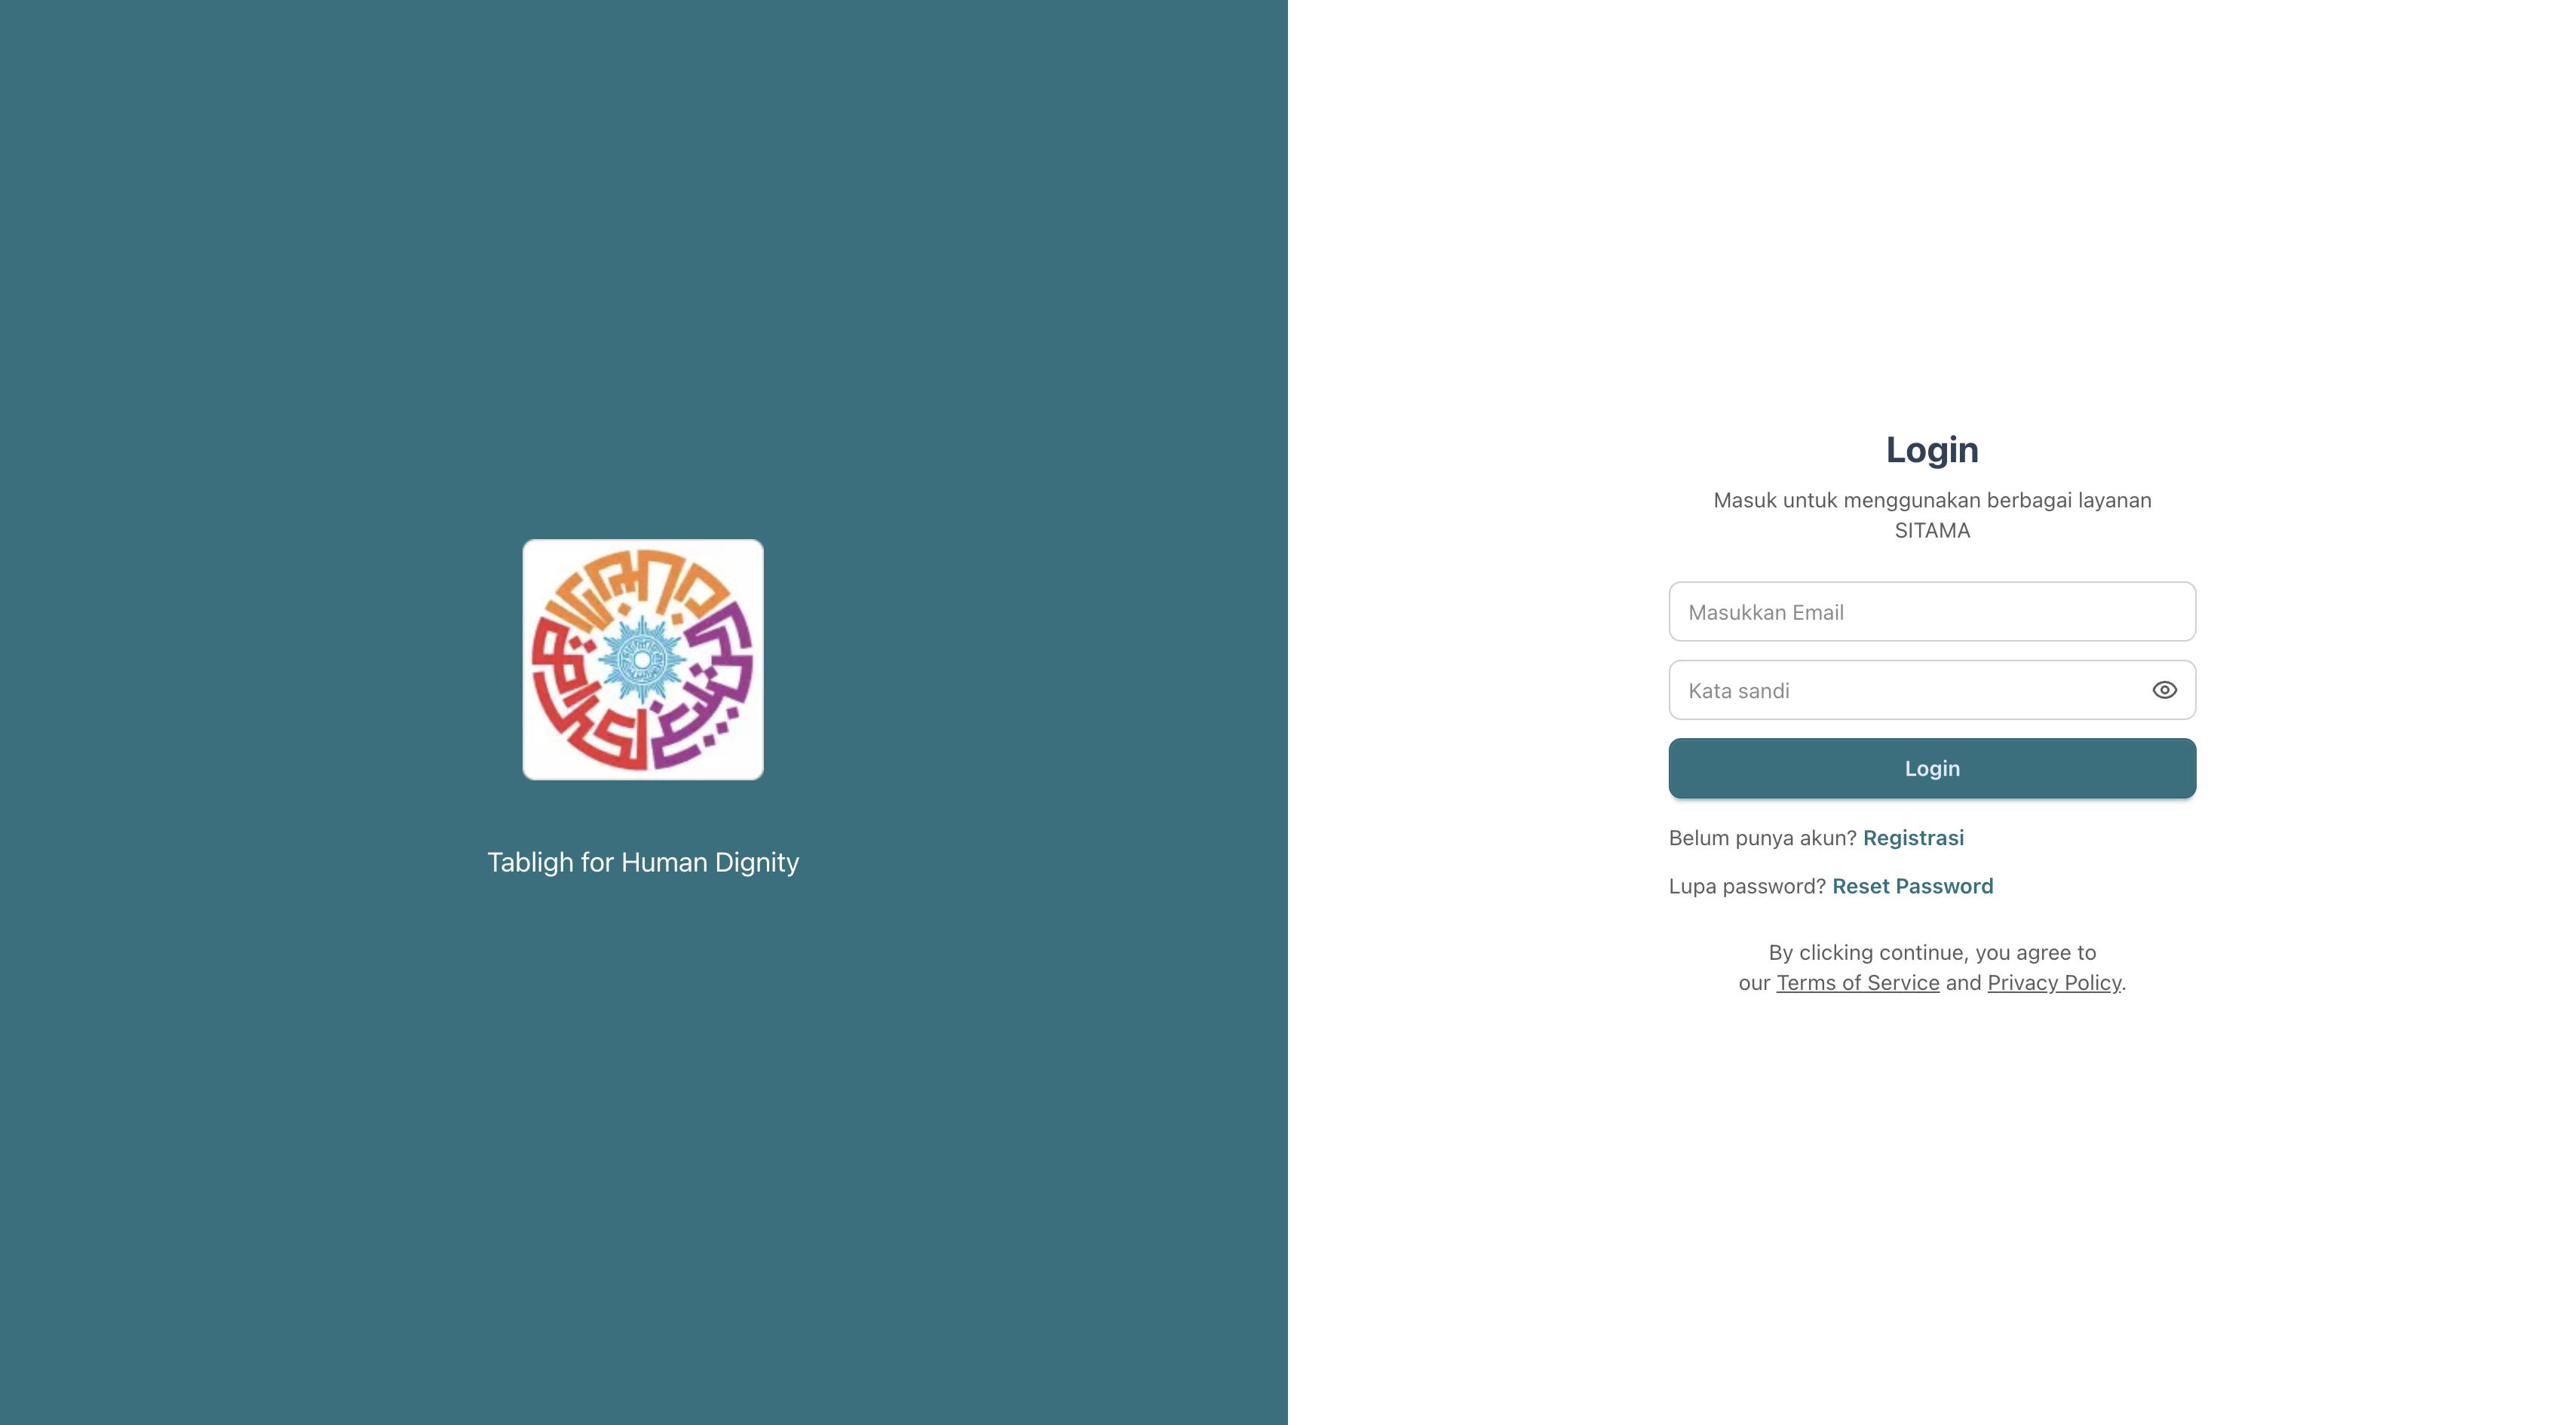 Tabligh for Human Dignity
Login
Masuk untuk menggunakan berbagai layanan
SITAMA
Masukkan Email
Kata sandi
Login
Belum punya akun? Registrasi
Lupa password? Reset Password
By clicking continue, you agree to
our Terms of Service and Privacy Policy.